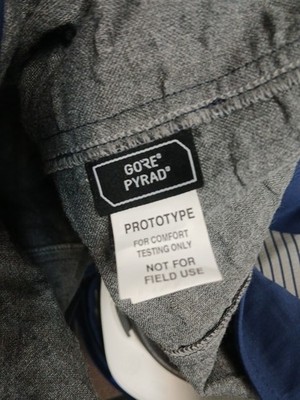 GORE®
PYRAD®
PROTOTYPE
FOR COMFORT
TESTING ONLY
NOT FOR
FIELD USE